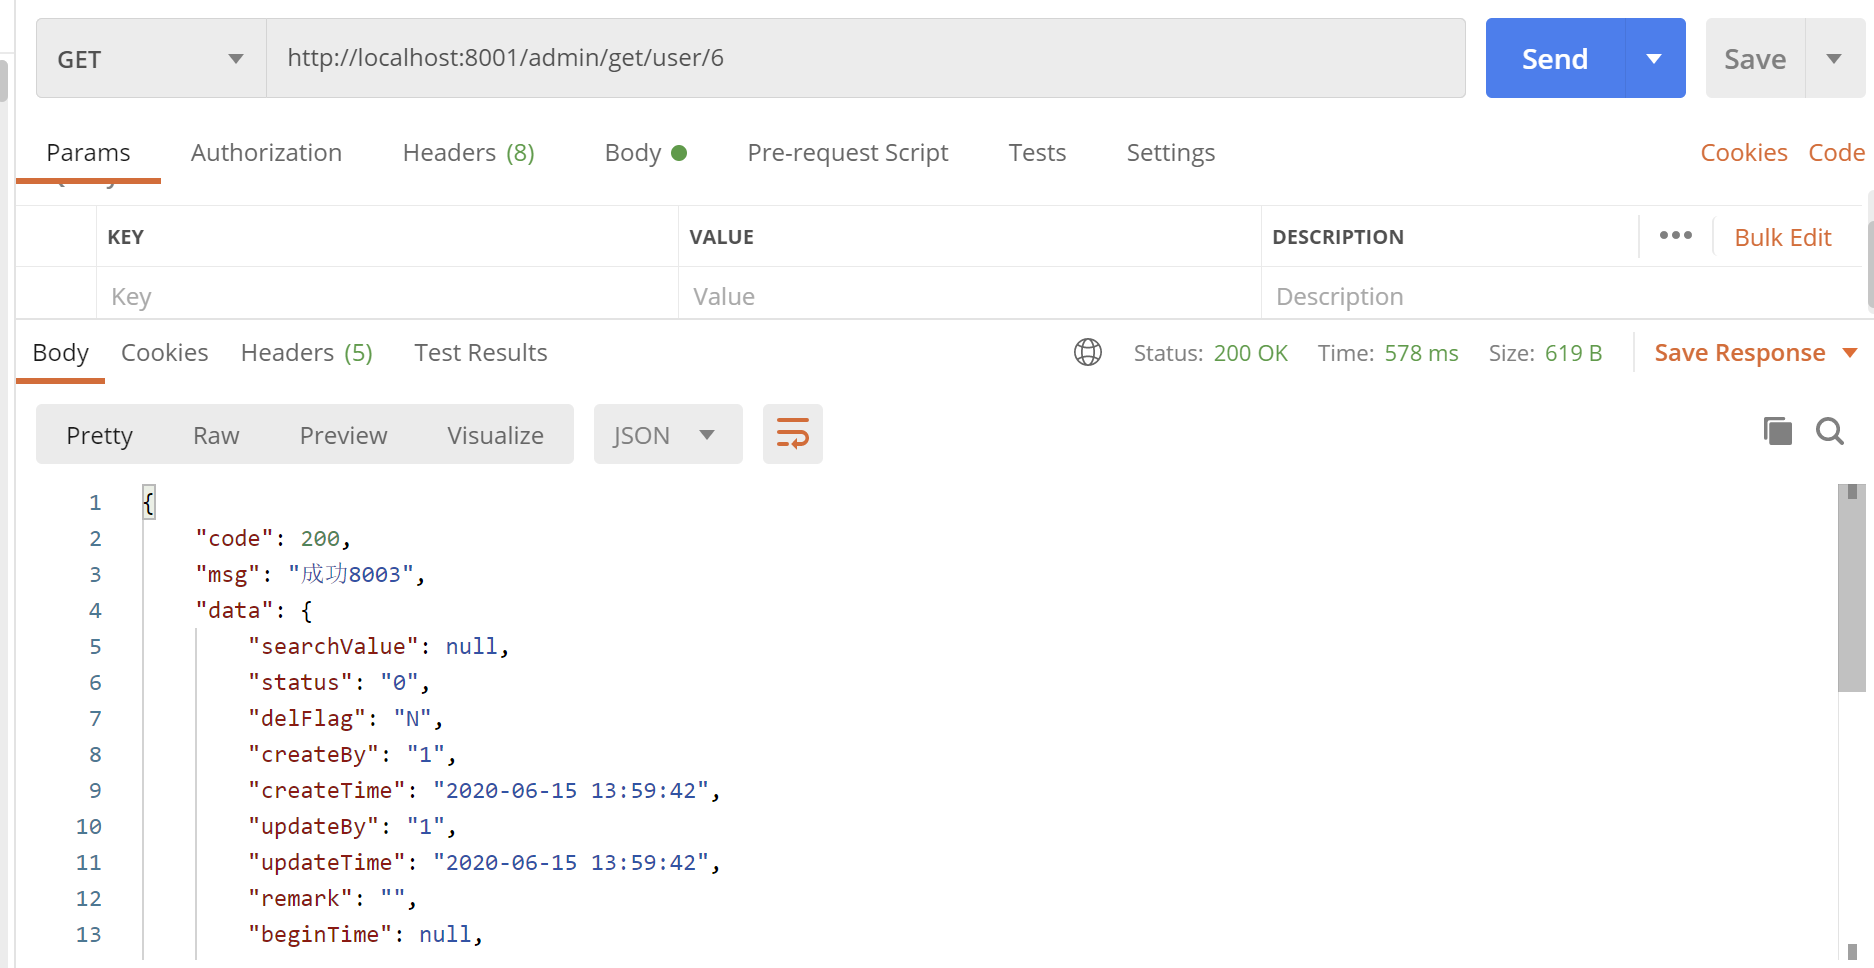 GET http://localhost:8001/admin/get/user/6 Send Save
Params Authorization Headers (8) Body Pre-request Script Tests Settings Cookies Code
KEY VALUE DESCRIPTION ••• Bulk Edit
Key Value Description
Body Cookies Headers (5) Test Results Status: 200 OK Time: 578 ms Size: 619 B Save Response
Pretty Raw Preview Visualize JSON
1 {
2 "code": 200,
3 "msg": "成功8003",
4 "data": {
5 "searchValue": null,
6 "status": "0",
7 "delFlag": "N",
8 "createBy": "1",
9 "createTime": "2020-06-15 13:59:42",
10 "updateBy": "1",
11 "updateTime": "2020-06-15 13:59:42",
12 "remark": "",
13 "beginTime": null,